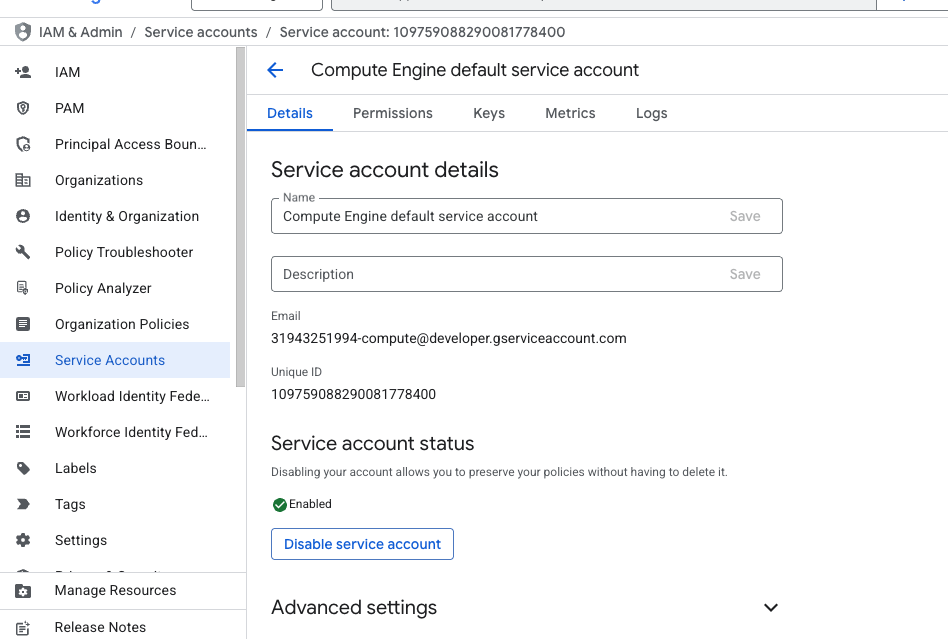 IAM & Admin / Service accounts / Service account: 109759088290081778400
IAM
PAM
Principal Access Boun...
Organizations
Identity & Organization
Policy Troubleshooter
Policy Analyzer
Organization Policies
Service Accounts
Workload Identity Fede...
Workforce Identity Fed...
Labels
Tags
Settings
Manage Resources
Release Notes
Compute Engine default service account
Details Permissions Keys Metrics Logs
Service account details
Name
Compute Engine default service account Save
Description Save
Email
31943251994-compute@developer.gserviceaccount.com
Unique ID
109759088290081778400
Service account status
Disabling your account allows you to preserve your policies without having to delete it.
Enabled
Disable service account
Advanced settings